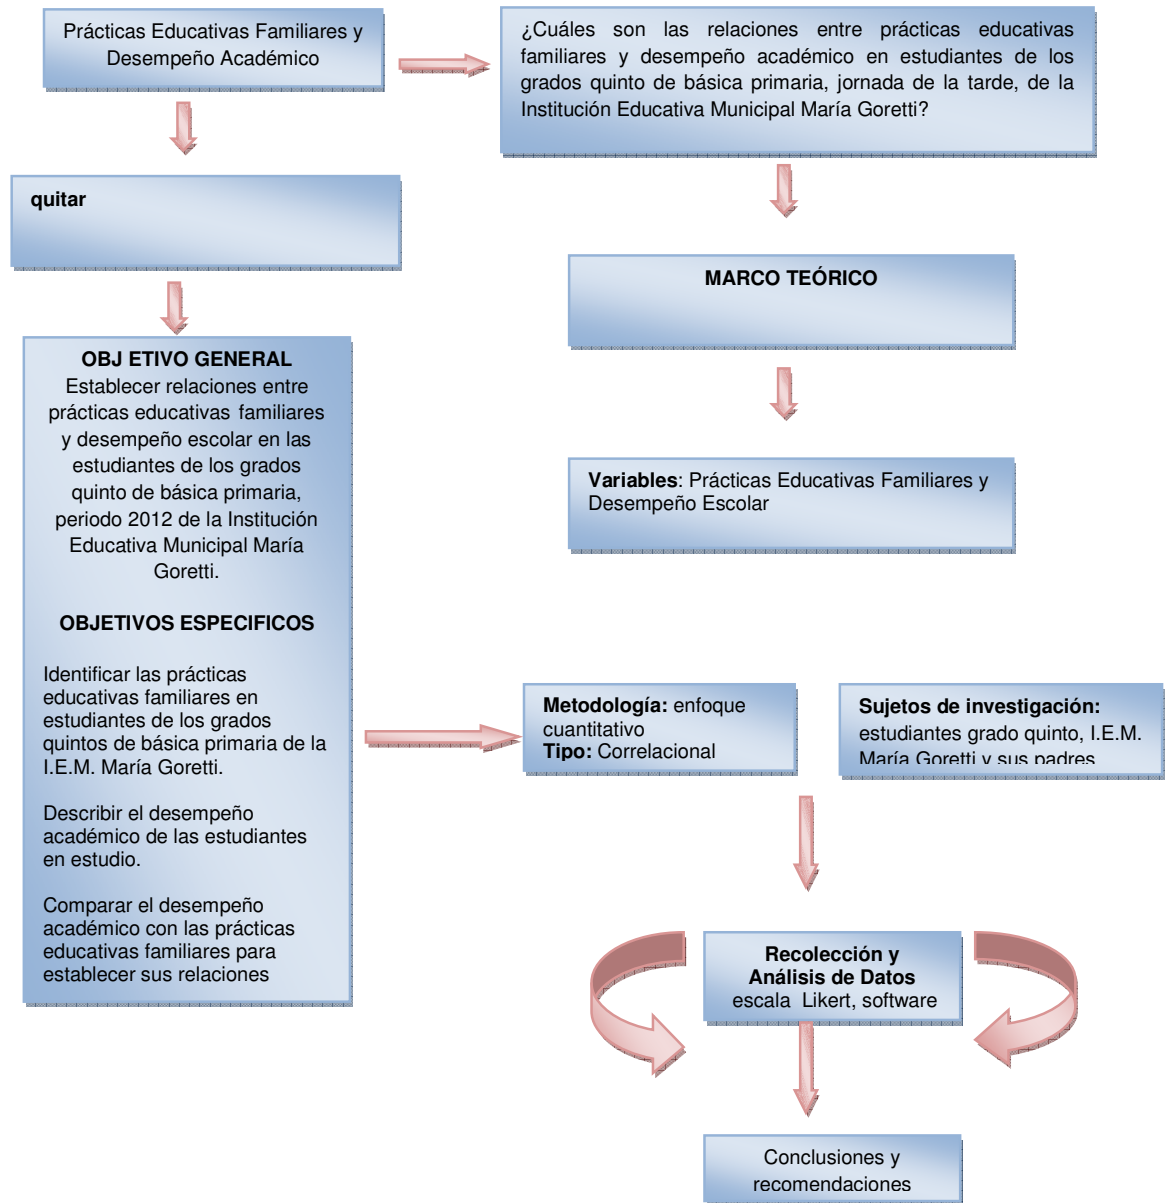 Prácticas Educativas Familiares y
Desempeño Académico
¿Cuáles son las relaciones entre prácticas educativas
familiares y desempeño académico en estudiantes de los
grados quinto de básica primaria, jornada de la tarde, de la
Institución Educativa Municipal María Goretti?
quitar
MARCO TEÓRICO
OBJ ETIVO GENERAL
Establecer relaciones entre
prácticas educativas familiares
y desempeño escolar en las
estudiantes de los grados
quinto de básica primaria,
periodo 2012 de la Institución
Educativa Municipal María
Goretti.
OBJETIVOS ESPECIFICOS
Identificar las prácticas
educativas familiares en
estudiantes de los grados
quintos de básica primaria de la
I.E.M. María Goretti.
Describir el desempeño
académico de las estudiantes
en estudio.
Comparar el desempeño
académico con las prácticas
educativas familiares para
establecer sus relaciones
Variables: Prácticas Educativas Familiares y
Desempeño Escolar
Metodología: enfoque
cuantitativo
Tipo: Correlacional
Sujetos de investigación:
estudiantes grado quinto, I.E.M.
María Goretti y sus padres
Recolección y
Análisis de Datos
escala Likert, software
Conclusiones y
recomendaciones